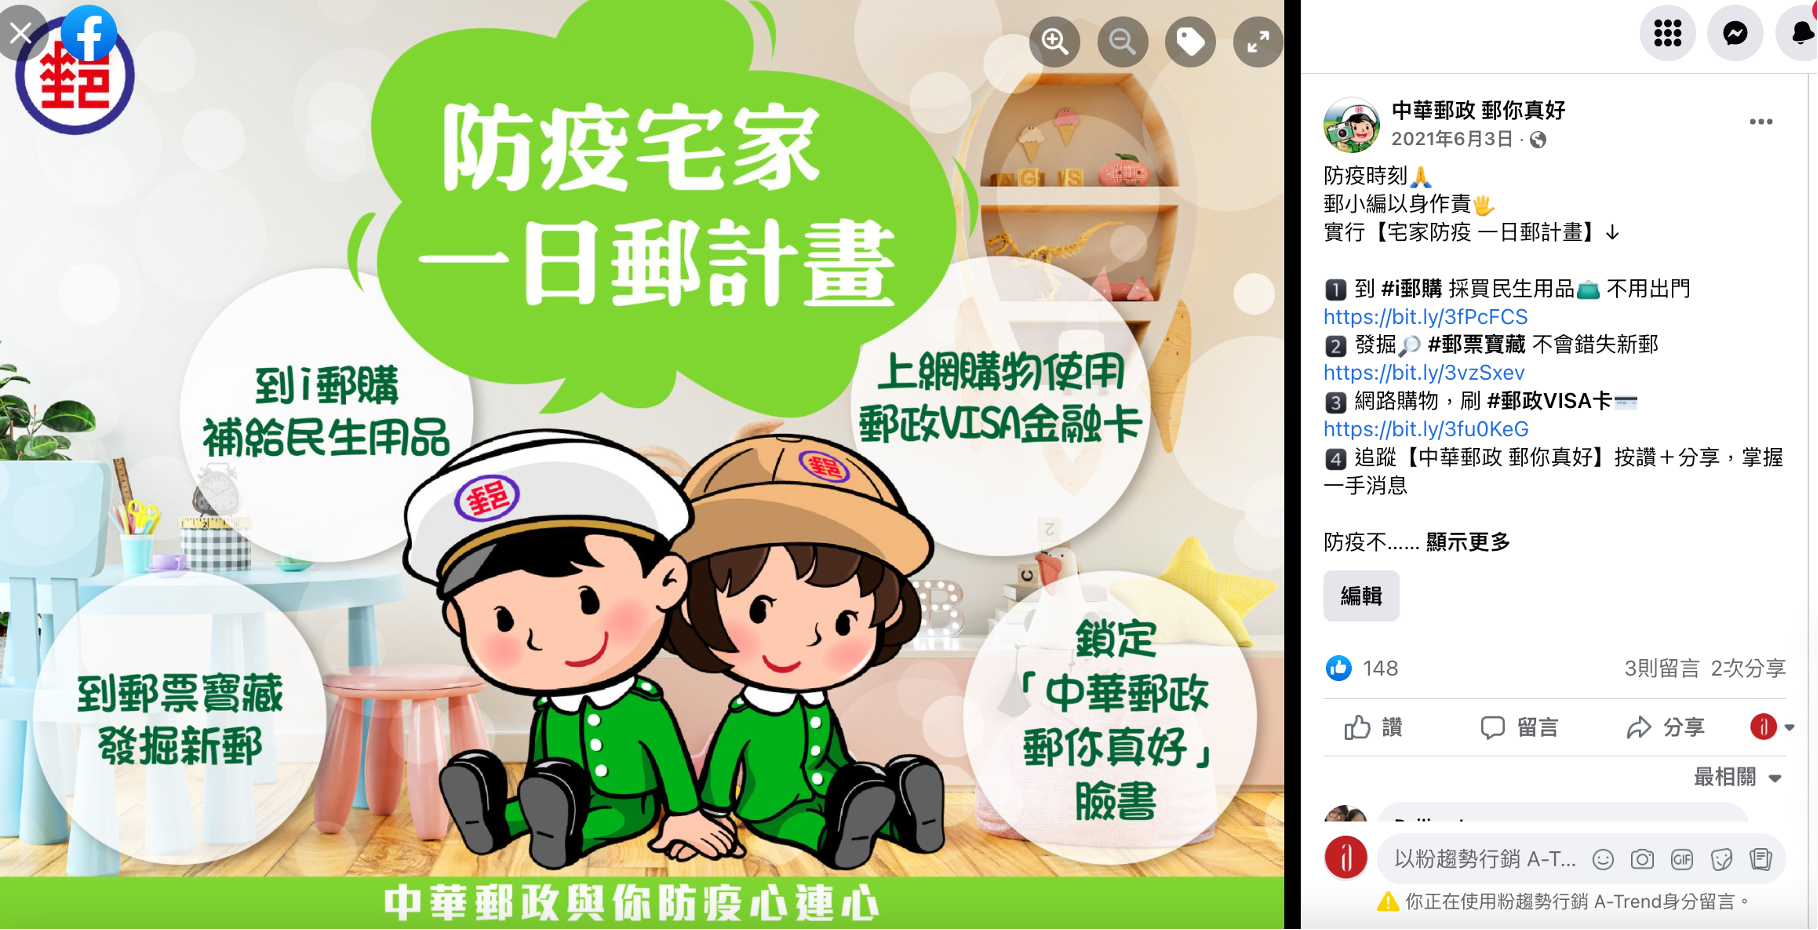 郵
防疫宅家
一日郵計畫
到i郵購
補給民生用品
上網購物使用
郵政VISA金融卡
郵
郵
到郵票寶藏
發掘新郵
鎖定
「中華郵政
郵你真好」
臉書
中華郵政與你防疫心連心
中華郵政 郵你真好
2021年6月3日 ·
防疫時刻🙏
郵小編以身作責🖐
實行【宅家防疫 一日郵計畫】↓
1 到 #i郵購 採買民生用品👛 不用出門
https://bit.ly/3fPcFCS
2 發掘🔎 #郵票寶藏 不會錯失新郵
https://bit.ly/3vzSxev
3 網路購物，刷 #郵政VISA卡💳
https://bit.ly/3fu0KeG
4 追蹤【中華郵政 郵你真好】按讚＋分享，掌握
一手消息
防疫不...... 顯示更多
編輯
148 3則留言 2次分享
讚 留言 分享
最相關
以粉趨勢行銷 A-T... GIF
你正在使用粉趨勢行銷 A-Trend身分留言。